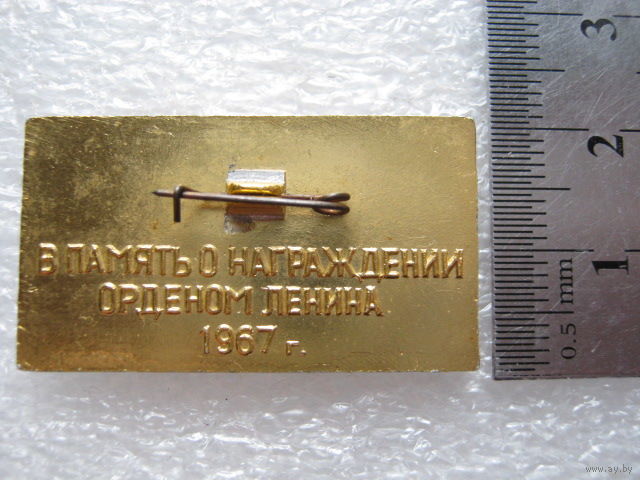 В ПАМЯТЬ О НАГРАЖДЕНИИ
ОРДЕНОМ ЛЕНИНА
1967 г.
3
2
1
0.5 mm
www.ay.by